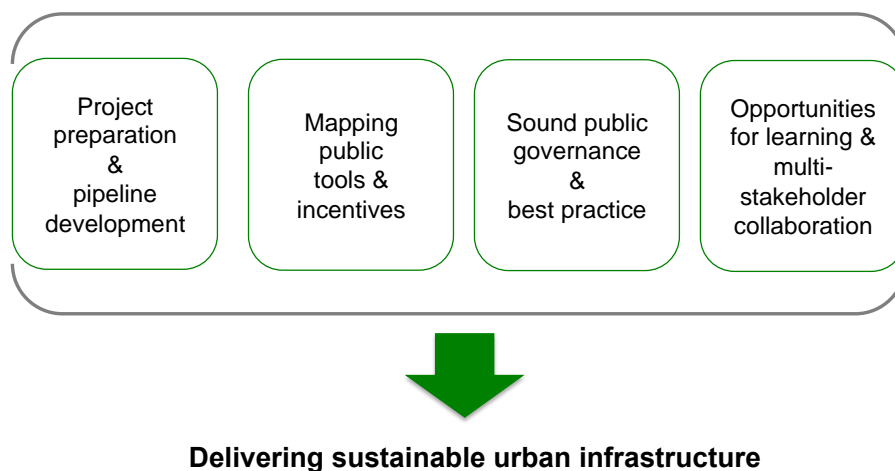 Project
preparation
&
pipeline
development
Mapping
public
tools &
incentives
Sound public
governance
&
best practice
Opportunities
for learning &
multi-
stakeholder
collaboration
Delivering sustainable urban infrastructure